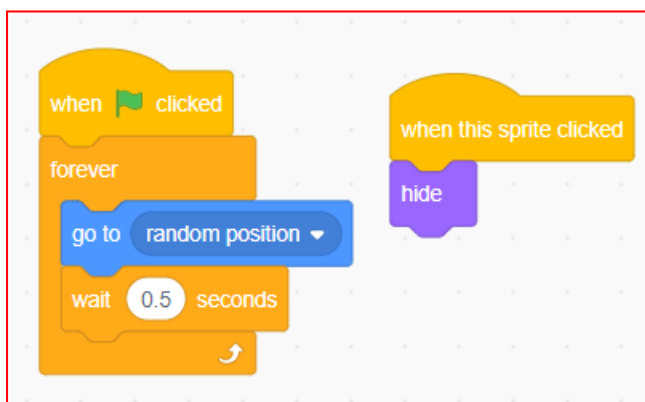 when clicked
forever
go to random position
wait 0.5 seconds
when this sprite clicked
hide